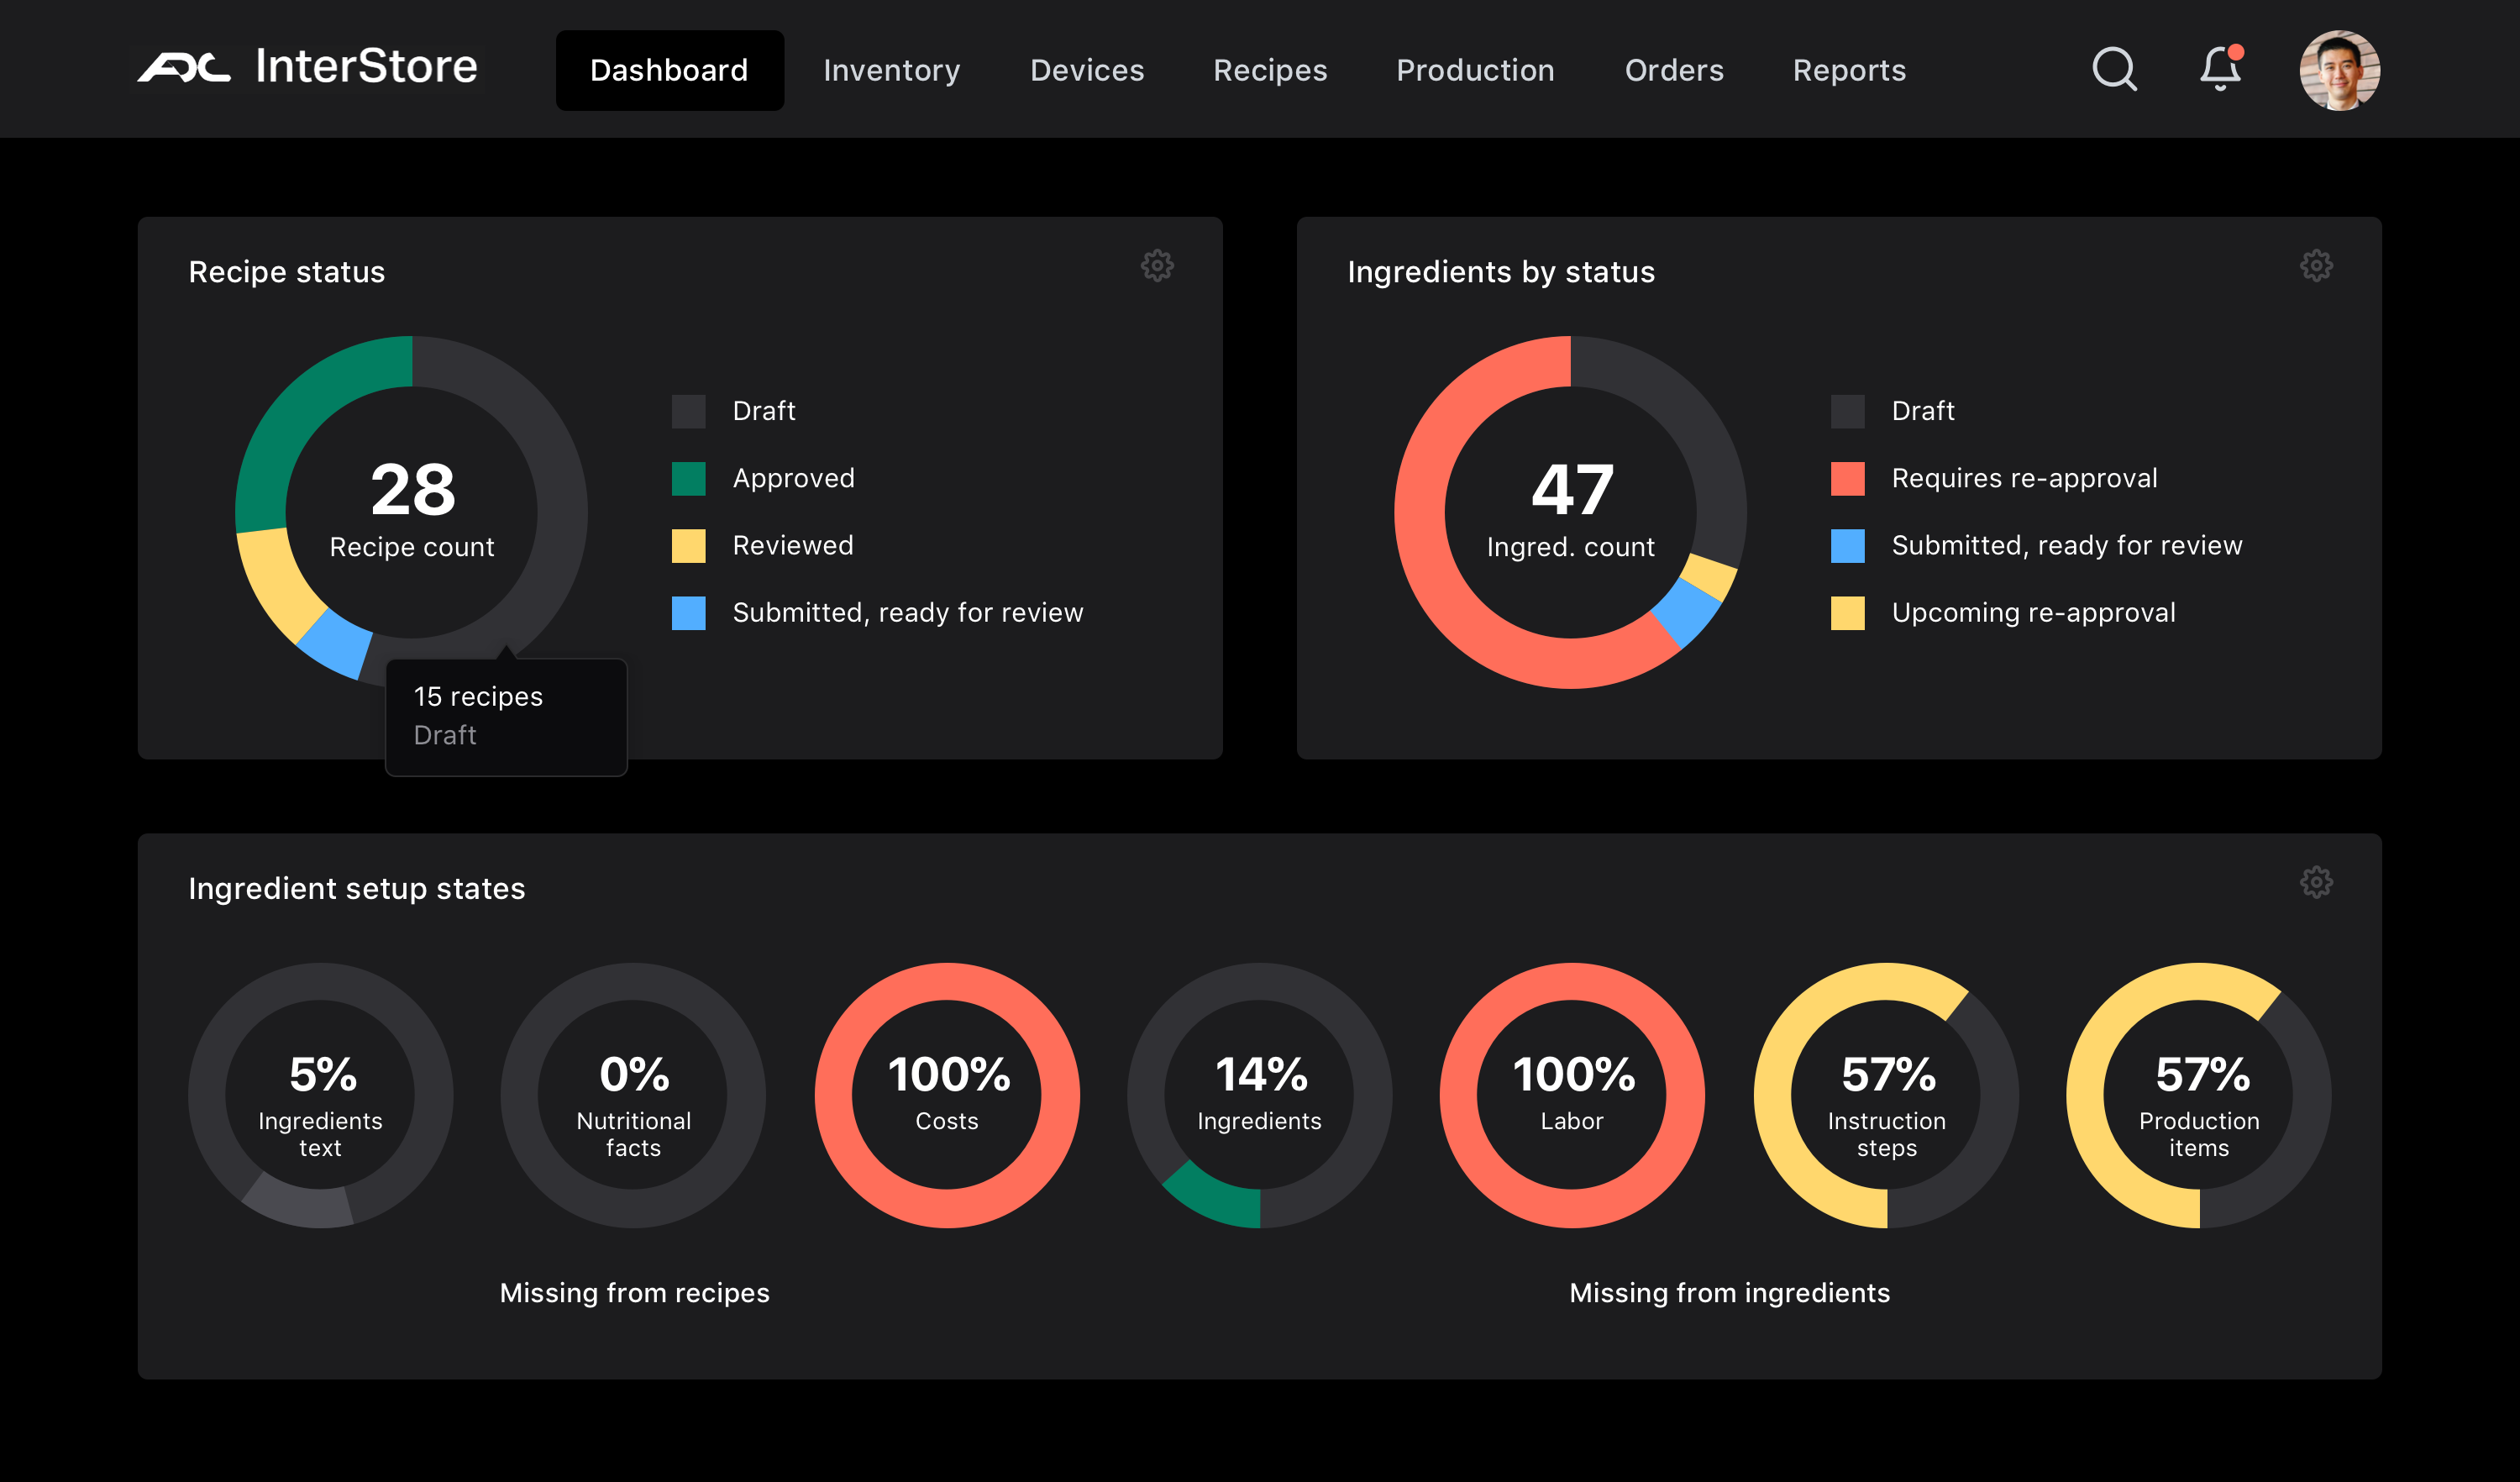 ADC InterStore
Dashboard
Inventory
Devices
Recipes
Production
Orders
Reports
Recipe status
28
Recipe count
Draft
Approved
Reviewed
Submitted, ready for review
15 recipes
Draft
Ingredients by status
47
Ingred. count
Draft
Requires re-approval
Submitted, ready for review
Upcoming re-approval
Ingredient setup states
5%
Ingredients
text
0%
Nutritional
facts
100%
Costs
14%
Ingredients
100%
Labor
57%
Instruction
steps
57%
Production
items
Missing from recipes
Missing from ingredients